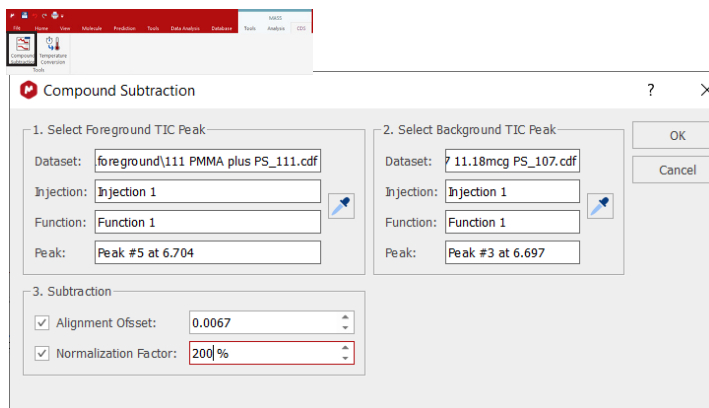 MASS
File Home View Molecule Prediction Tools Data Analysis Database Tools Analysis CDS
Compound Subtraction
Temperature Conversion
Tools
Compound Subtraction ?
1. Select Foreground TIC Peak
Dataset: .foreground\111 PMMA plus PS_111.cdf
Injection: Injection 1
Function: Function 1
Peak: Peak #5 at 6.704
2. Select Background TIC Peak
Dataset: 7 11.18mcg PS_107.cdf
Injection: Injection 1
Function: Function 1
Peak: Peak #3 at 6.697
OK
Cancel
3. Subtraction
Alignment Ofsset: 0.0067
Normalization Factor: 200 %